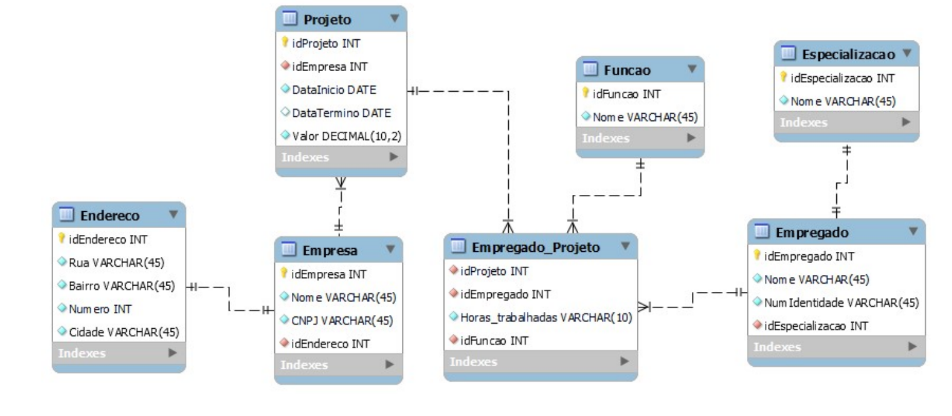 Projeto
idProjeto INT
idEmpresa INT
DataInicio DATE
DataTermino DATE
Valor DECIMAL(10,2)
Indexes
Funcao
idFuncao INT
Nome VARCHAR(45)
Indexes
Especializacao
idEspecializacao INT
Nome VARCHAR(45)
Indexes
Endereco
idEndereco INT
Rua VARCHAR(45)
Bairro VARCHAR(45)
Numero INT
Cidade VARCHAR(45)
Indexes
Empresa
idEmpresa INT
Nome VARCHAR(45)
CNPJ VARCHAR(45)
idEndereco INT
Indexes
Empregado_Projeto
idProjeto INT
idEmpregado INT
Horas_trabalhadas VARCHAR(10)
idFuncao INT
Indexes
Empregado
idEmpregado INT
Nome VARCHAR(45)
NumIdentidade VARCHAR(45)
idEspecializacao INT
Indexes